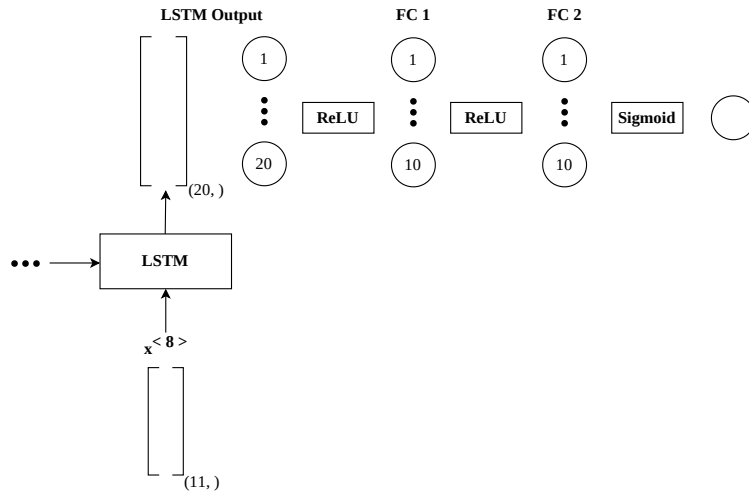 LSTM Output FC 1 FC 2
1 1 1
ReLU ReLU Sigmoid
20 10 10
(20, )
LSTM
x< 8 >
(11, )